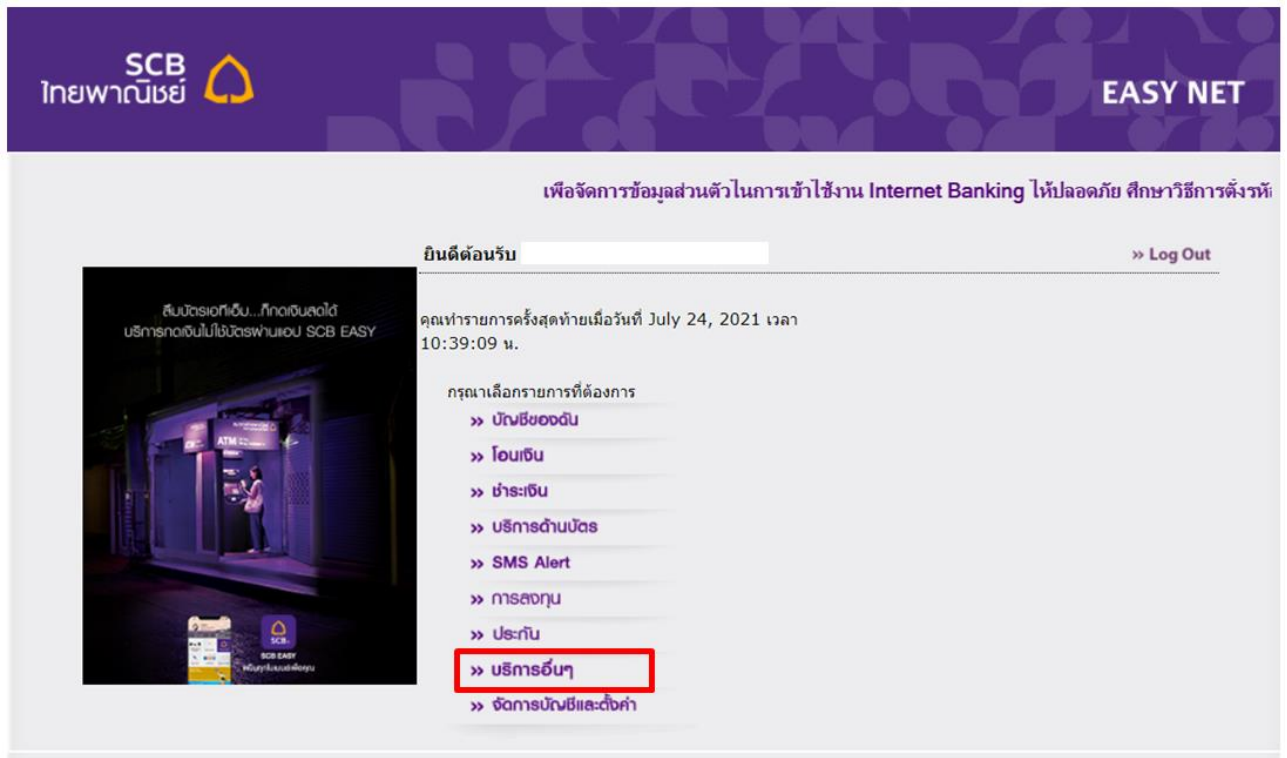 SCB
ไทยพาณิชย์
EASY NET
เพื่อจัดการข้อมูลส่วนตัวในการเข้าใช้งาน Internet Banking ให้ปลอดภัย ศึกษาวิธีการตั้งรหั
ยินดีต้อนรับ
» Log Out
ลืมบัตรเอทีเอ็ม...ก็กดเงินสดได้
บริการกดเงินไม่ใช้บัตรผ่านแอป SCB EASY
ATM
SCB
SCB EASY
คุณทำรายการครั้งสุดท้ายเมื่อวันที่ July 24, 2021 เวลา
10:39:09 น.
กรุณาเลือกรายการที่ต้องการ
» บัญชีของฉัน
» โอนเงิน
» ชำระเงิน
» บริการด้านบัตร
» SMS Alert
» การลงทุน
» ประกัน
» บริการอื่นๆ
» จัดการบัญชีและตั้งค่า